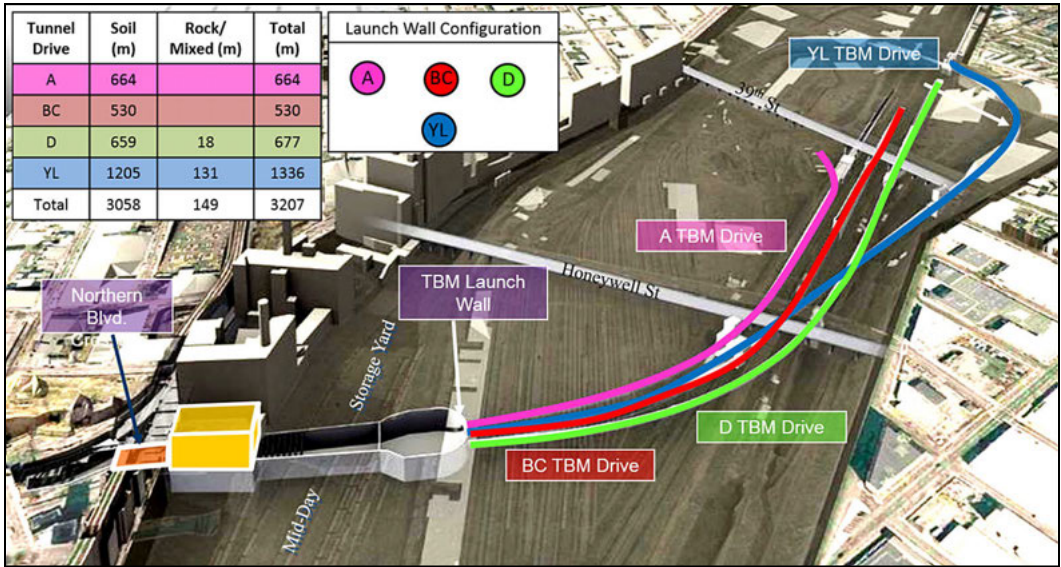 Tunnel Drive Soil (m) Rock/ Mixed (m) Total (m)
A 664 664
BC 530 530
D 659 18 677
YL 1205 131 1336
Total 3058 149 3207
Launch Wall Configuration
A BC D
YL
YL TBM Drive
39th St
A TBM Drive
Honeywell St
TBM Launch
Wall
Northern
Blvd.
Storage Yard
D TBM Drive
BC TBM Drive
Mid-Day